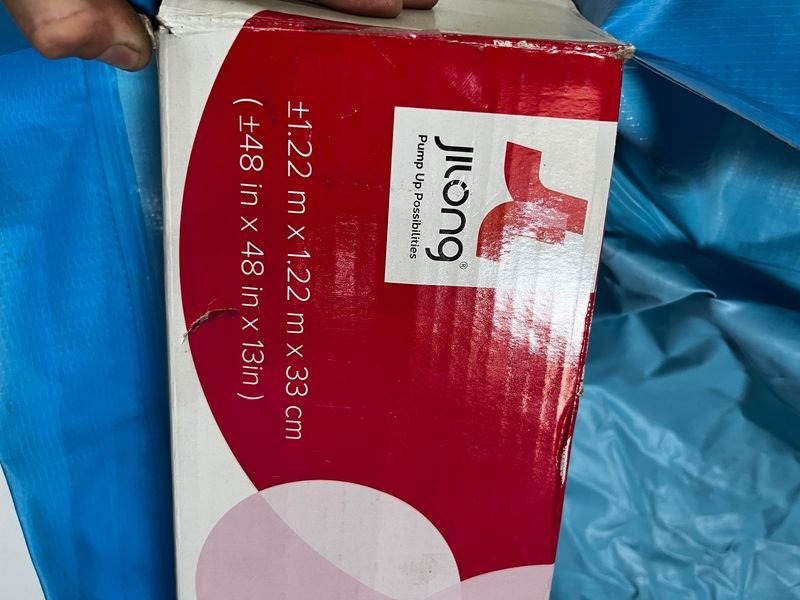 JILong®
Pump Up Possibilities
±1.22 m x 1.22 m x 33 cm
( ±48 in x 48 in x 13in )